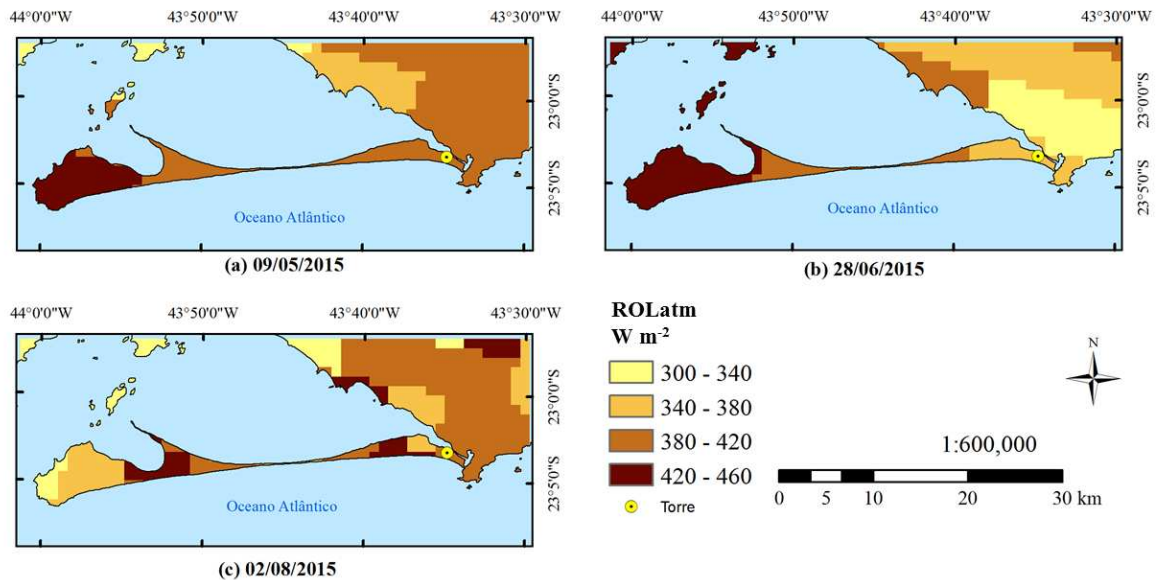 44°0'0"W 43°50'0"W 43°40'0"W 43°30'0"W
23°0'0"S
23°5'0"S
Oceano Atlântico
(a) 09/05/2015
44°0'0"W 43°50'0"W 43°40'0"W 43°30'0"W
23°0'0"S
23°5'0"S
Oceano Atlântico
(b) 28/06/2015
44°0'0"W 43°50'0"W 43°40'0"W 43°30'0"W
23°0'0"S
23°5'0"S
Oceano Atlântico
(c) 02/08/2015
ROLatm
W m-2
300 - 340
340 - 380
380 - 420
420 - 460
Torre
N
1:600,000
0 5 10 20 30 km